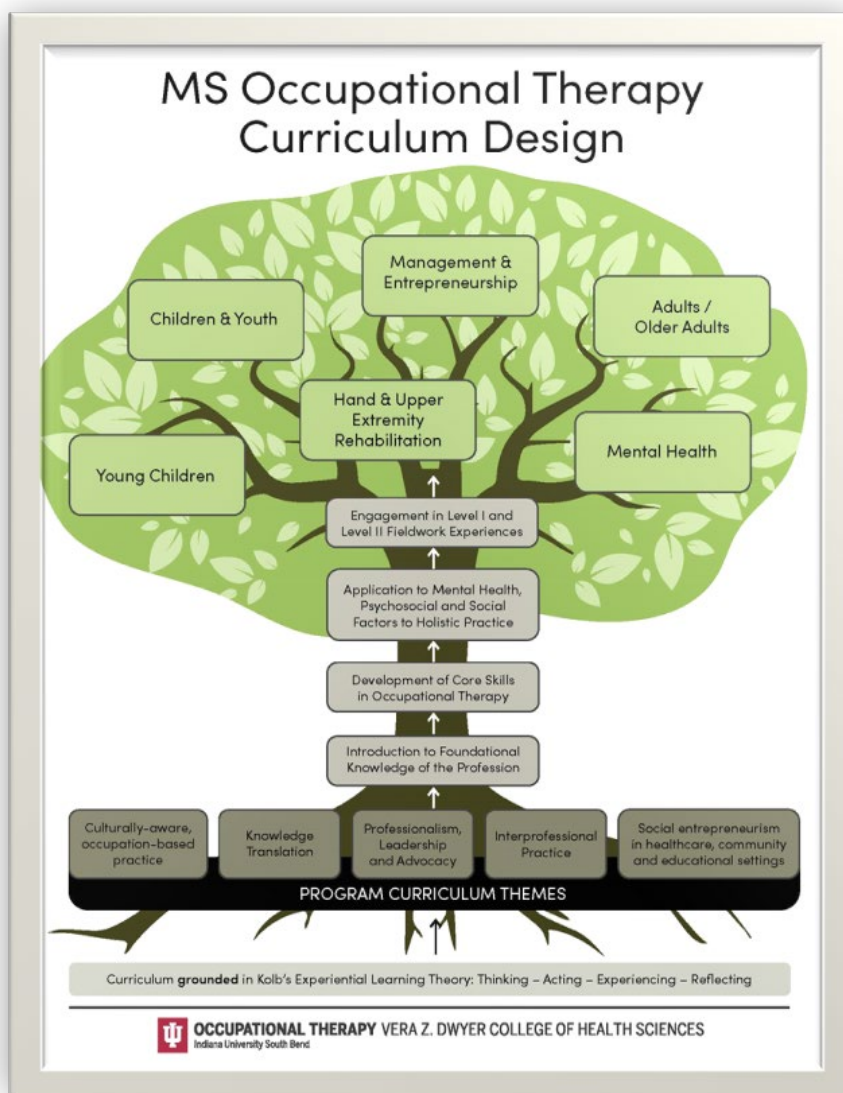 MS Occupational Therapy
Curriculum Design
Management &
Entrepreneurship
Children & Youth
Adults /
Older Adults
Hand & Upper
Extremity
Rehabilitation
Young Children
Mental Health
Engagement in Level I and
Level II Fieldwork Experiences
Application to Mental Health,
Psychosocial and Social
Factors to Holistic Practice
Development of Core Skills
in Occupational Therapy
Introduction to Foundational
Knowledge of the Profession
Culturally-aware,
occupation-based
practice
Knowledge
Translation
Professionalism,
Leadership
and Advocacy
Interprofessional
Practice
Social entrepreneurism
in healthcare, community
and educational settings
PROGRAM CURRICULUM THEMES
Curriculum grounded in Kolb's Experiential Learning Theory: Thinking – Acting – Experiencing – Reflecting
OCCUPATIONAL THERAPY VERA Z. DWYER COLLEGE OF HEALTH SCIENCES
Indiana University South Bend